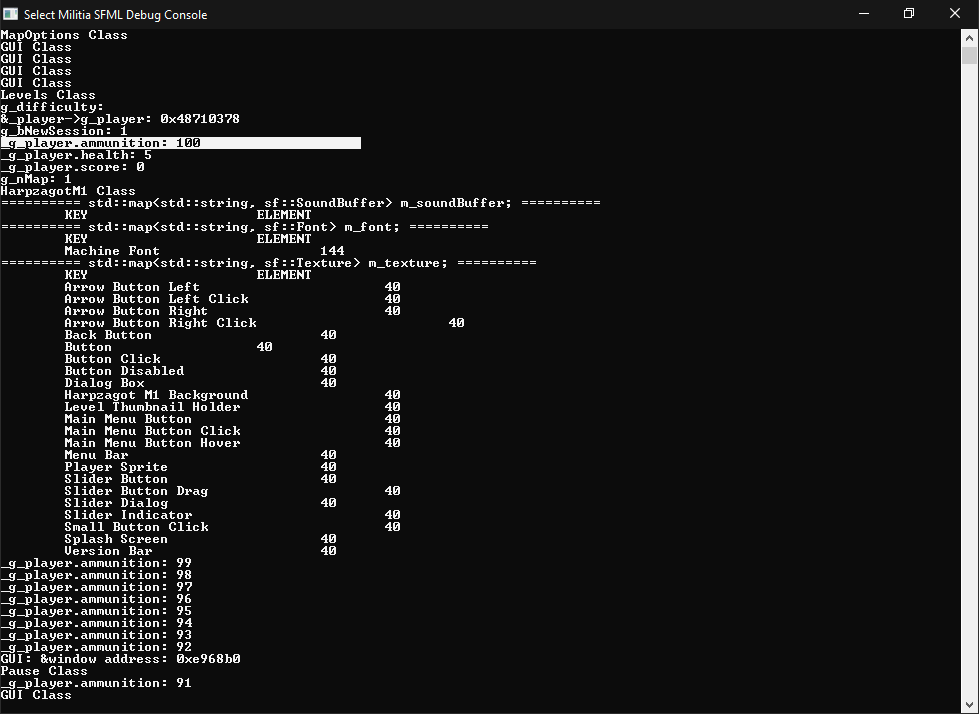 Select Militia SFML Debug Console
MapOptions Class
GUI Class
GUI Class
GUI Class
GUI Class
Levels Class
g_difficulty:
&_player->g_player: 0x48710378
g_bNewSession: 1
_g_player.ammunition: 100
_g_player.health: 5
_g_player.score: 0
g_nMap: 1
HarpzagotM1 Class
========== std::map<std::string, sf::SoundBuffer> m_soundBuffer; ==========
KEY ELEMENT
========== std::map<std::string, sf::Font> m_font; ==========
KEY ELEMENT
Machine Font 144
========== std::map<std::string, sf::Texture> m_texture; ==========
KEY ELEMENT
Arrow Button Left 40
Arrow Button Left Click 40
Arrow Button Right 40
Arrow Button Right Click 40
Back Button 40
Button 40
Button Click 40
Button Disabled 40
Dialog Box 40
Harpzagot M1 Background 40
Level Thumbnail Holder 40
Main Menu Button 40
Main Menu Button Click 40
Main Menu Button Hover 40
Menu Bar 40
Player Sprite 40
Slider Button 40
Slider Button Drag 40
Slider Dialog 40
Slider Indicator 40
Small Button Click 40
Splash Screen 40
Version Bar 40
_g_player.ammunition: 99
_g_player.ammunition: 98
_g_player.ammunition: 97
_g_player.ammunition: 96
_g_player.ammunition: 95
_g_player.ammunition: 94
_g_player.ammunition: 93
_g_player.ammunition: 92
GUI: &window address: 0xe968b0
Pause Class
_g_player.ammunition: 91
GUI Class